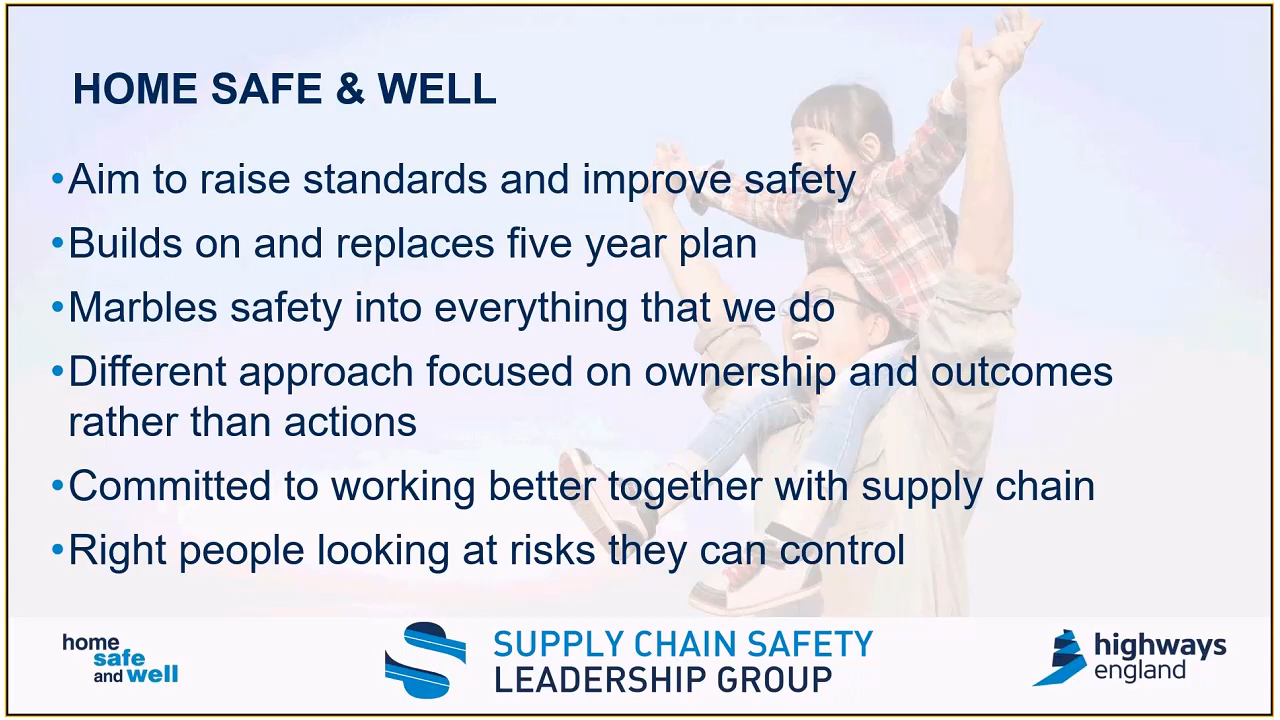 HOME SAFE & WELL
•Aim to raise standards and improve safety
•Builds on and replaces five year plan
•Marbles safety into everything that we do
•Different approach focused on ownership and outcomes
rather than actions
•Committed to working better together with supply chain
•Right people looking at risks they can control
home
safe
and well
SUPPLY CHAIN SAFETY
LEADERSHIP GROUP
highways
england